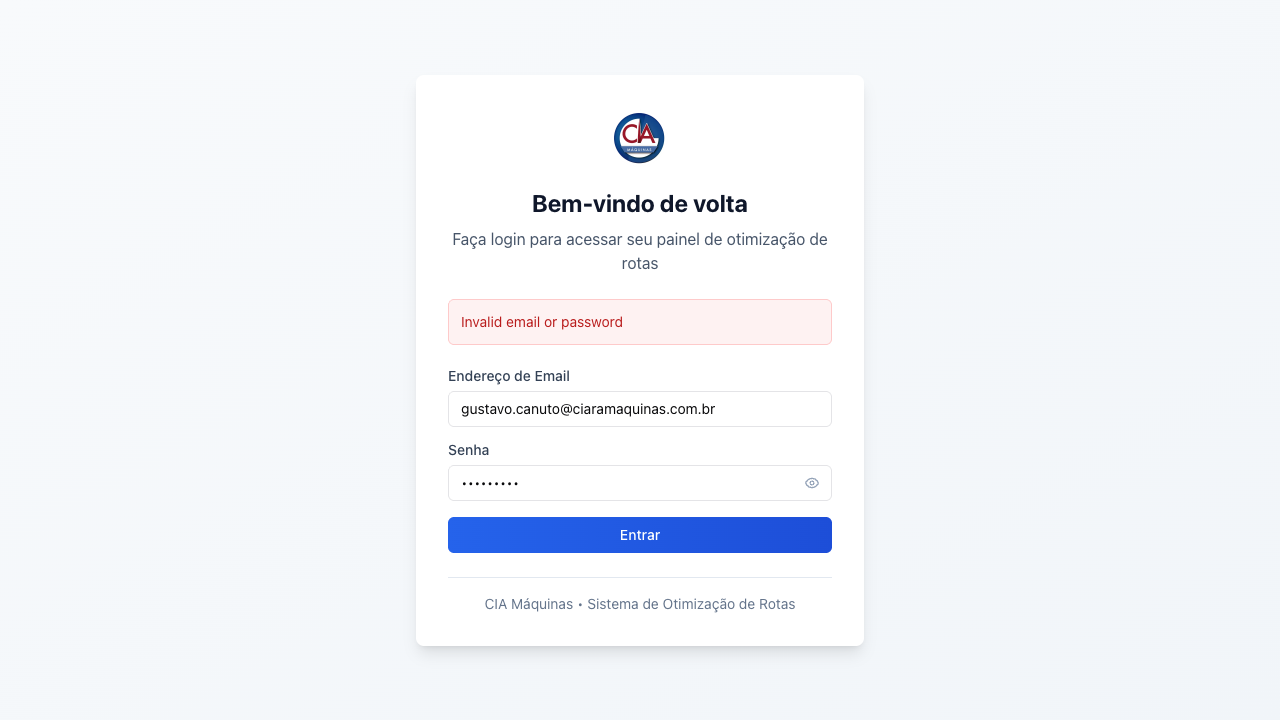 CIA
MÁQUINAS
Bem-vindo de volta
Faça login para acessar seu painel de otimização de
rotas
Invalid email or password
Endereço de Email
gustavo.canuto@ciaramaquinas.com.br
Senha
•••••••••
Entrar
CIA Máquinas • Sistema de Otimização de Rotas